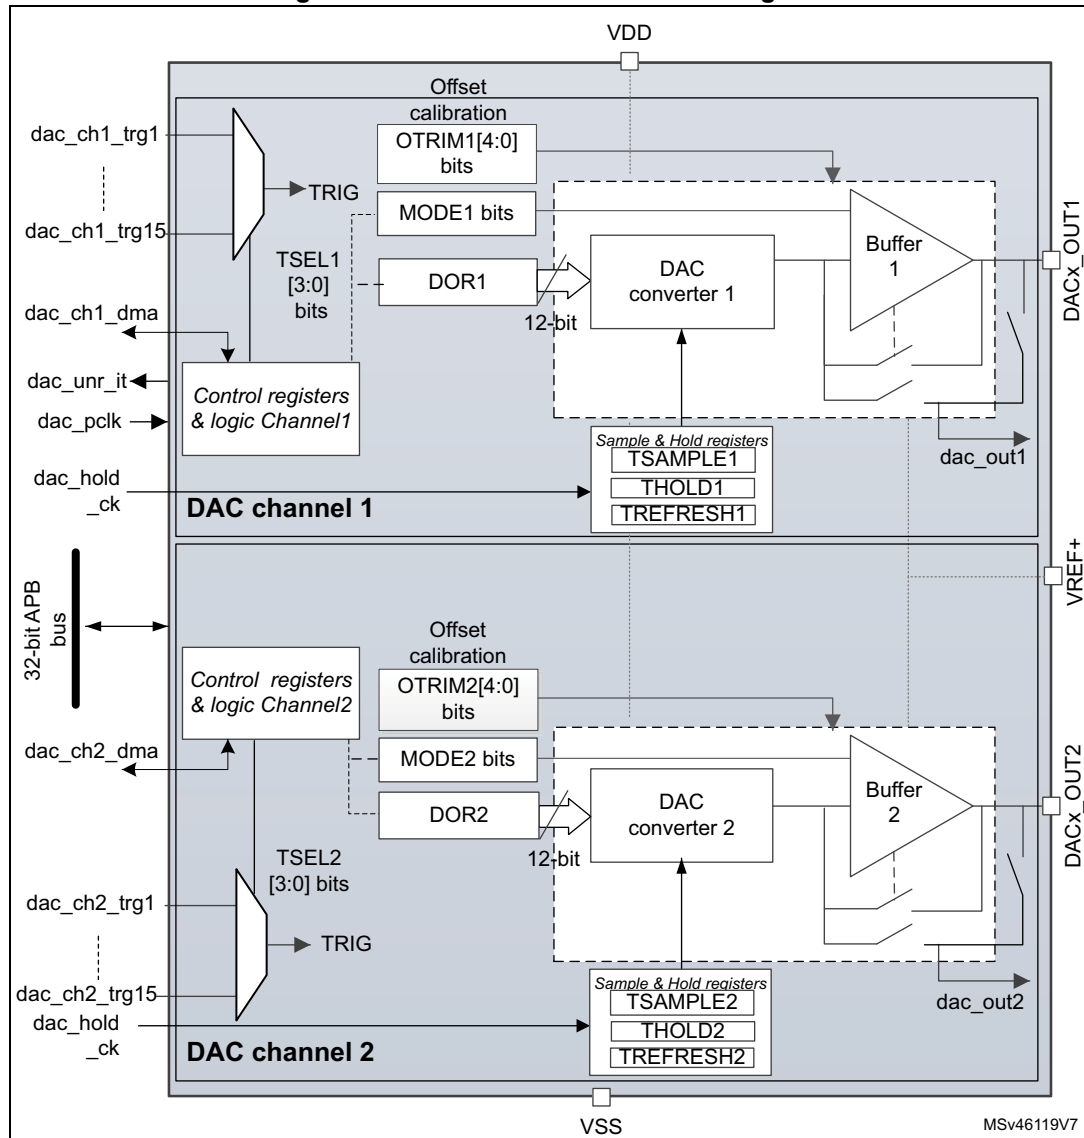 VDD
Offset
calibration
OTRIM1[4:0]
bits
dac_ch1_trg1
TRIG
MODE1 bits
dac_ch1_trg15
TSEL1
[3:0]
bits
DOR1
12-bit
DAC
converter 1
Buffer
1
DACx_OUT1
dac_ch1_dma
dac_unr_it
dac_pclk
Control registers
& logic Channel1
dac_out1
Sample & Hold registers
TSAMPLE1
THOLD1
TREFRESH1
dac_hold
_ck
DAC channel 1
VREF+
32-bit APB
bus
Offset
calibration
OTRIM2[4:0]
bits
Control registers
& logic Channel2
dac_ch2_dma
MODE2 bits
DOR2
12-bit
DAC
converter 2
Buffer
2
DACx_OUT2
TSEL2
[3:0] bits
dac_ch2_trg1
TRIG
dac_ch2_trg15
dac_out2
Sample & Hold registers
TSAMPLE2
THOLD2
TREFRESH2
dac_hold
_ck
DAC channel 2
VSS
MSv46119V7